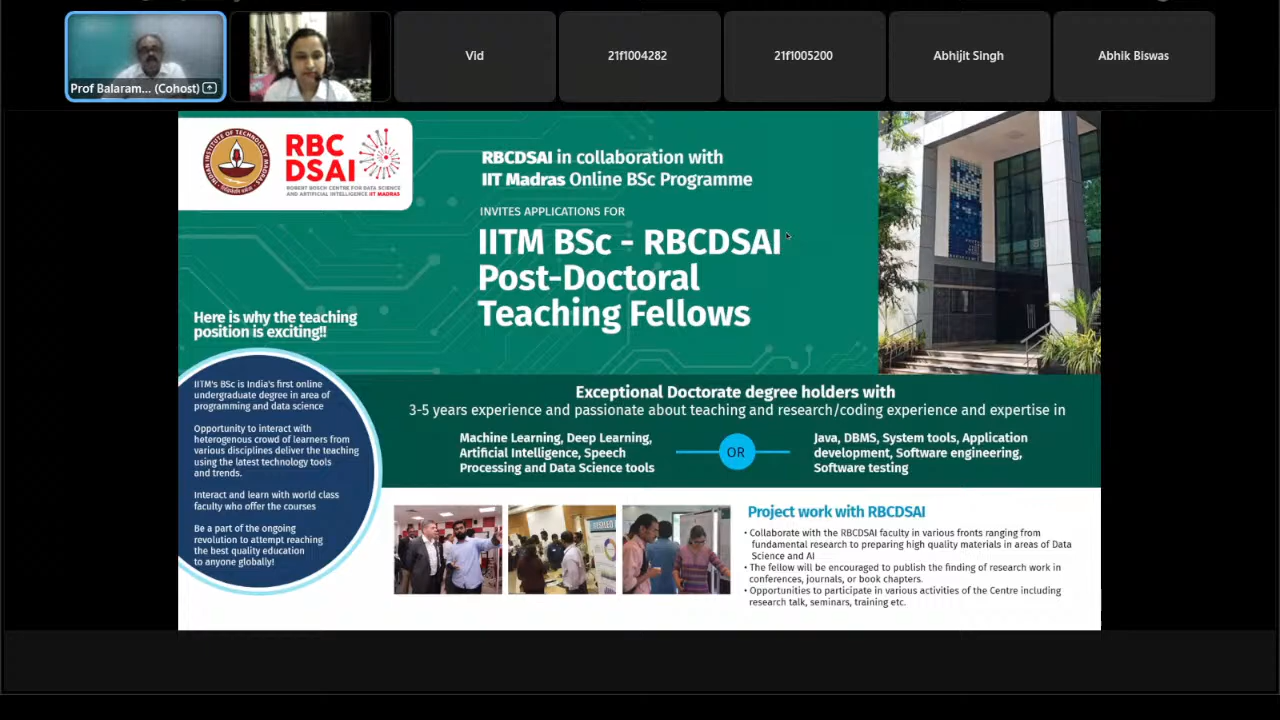 Prof Balaram... (Cohost)
Vid
21f1004282
21f1005200
Abhijit Singh
Abhik Biswas
INDIAN INSTITUTE OF TECHNOLOGY MADRAS
RBC
DSAI
ROBERT BOSCH CENTRE FOR DATA SCIENCE
AND ARTIFICIAL INTELLIGENCE IIT MADRAS
RBCDSAI in collaboration with
IIT Madras Online BSc Programme
INVITES APPLICATIONS FOR
IITM BSc - RBCDSAI
Post-Doctoral
Teaching Fellows
Here is why the teaching
position is exciting!!
IITM's BSc is India's first online
undergraduate degree in area of
programming and data science
Opportunity to interact with
heterogenous crowd of learners from
various disciplines deliver the teaching
using the latest technology tools
and trends.
Interact and learn with world class
faculty who offer the courses
Be a part of the ongoing
revolution to attempt reaching
the best quality education
to anyone globally!
Exceptional Doctorate degree holders with
3-5 years experience and passionate about teaching and research/coding experience and expertise in
Machine Learning, Deep Learning,
Artificial Intelligence, Speech
Processing and Data Science tools
OR
Java, DBMS, System tools, Application
development, Software engineering,
Software testing
Project work with RBCDSAI
• Collaborate with the RBCDSAI faculty in various fronts ranging from
fundamental research to preparing high quality materials in areas of Data
Science and AI
• The fellow will be encouraged to publish the finding of research work in
conferences, journals, or book chapters.
• Opportunities to participate in various activities of the Centre including
research talk, seminars, training etc.